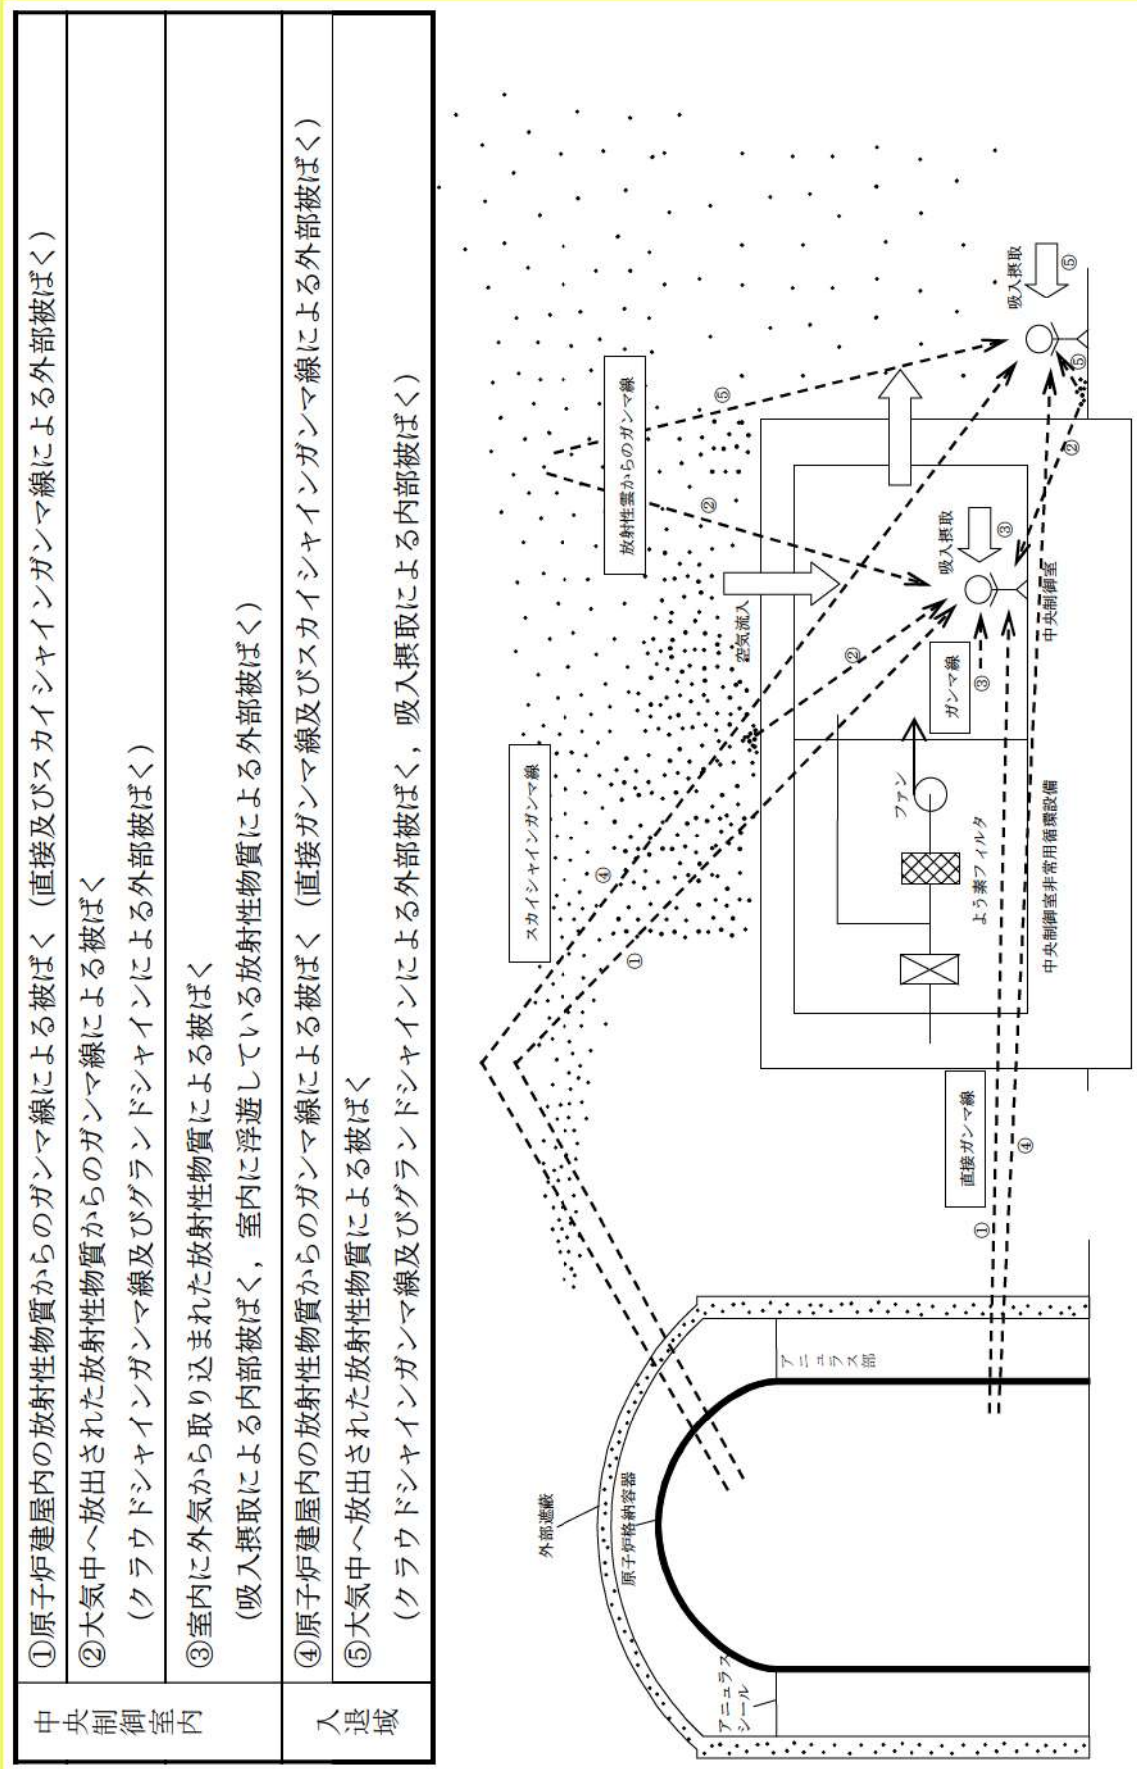 中央制御室内
①原子炉建屋内の放射性物質からのガンマ線による被ばく（直接及びスカイシャインガンマ線による外部被ばく）
②大気中へ放出された放射性物質からのガンマ線による被ばく
（クラウドシャインガンマ線及びグランドシャインによる外部被ばく）
③室内に外気から取り込まれた放射性物質による被ばく
（吸入摂取による内部被ばく，室内に浮遊している放射性物質による外部被ばく）
入退域
④原子炉建屋内の放射性物質からのガンマ線による被ばく（直接ガンマ線及びスカイシャインガンマ線による外部被ばく）
⑤大気中へ放出された放射性物質による被ばく
（クラウドシャインガンマ線及びグランドシャインによる外部被ばく，吸入摂取による内部被ばく）
外部遮蔽
原子炉格納容器
アニュラスシール
アニュラス部
スカイシャインガンマ線
④
①
放射性雲からのガンマ線
②
⑤
空気流入
②
吸入摂取
③
吸入摂取
⑤
⑤
②
ガンマ線
③
ファン
よう素フィルタ
中央制御室非常用循環設備
中央制御室
直接ガンマ線
①
④